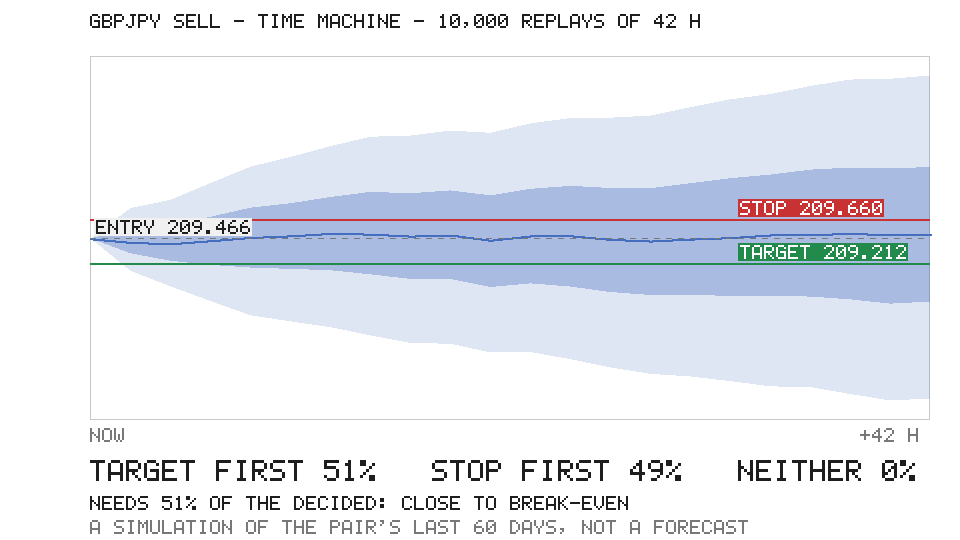 GBPJPY SELL – TIME MACHINE – 10,000 REPLAYS OF 42 H
STOP 209.660
ENTRY 209.466
TARGET 209.212
NOW +42 H
TARGET FIRST 51% STOP FIRST 49% NEITHER 0%
NEEDS 51% OF THE DECIDED: CLOSE TO BREAK-EVEN
A SIMULATION OF THE PAIR'S LAST 60 DAYS, NOT A FORECAST